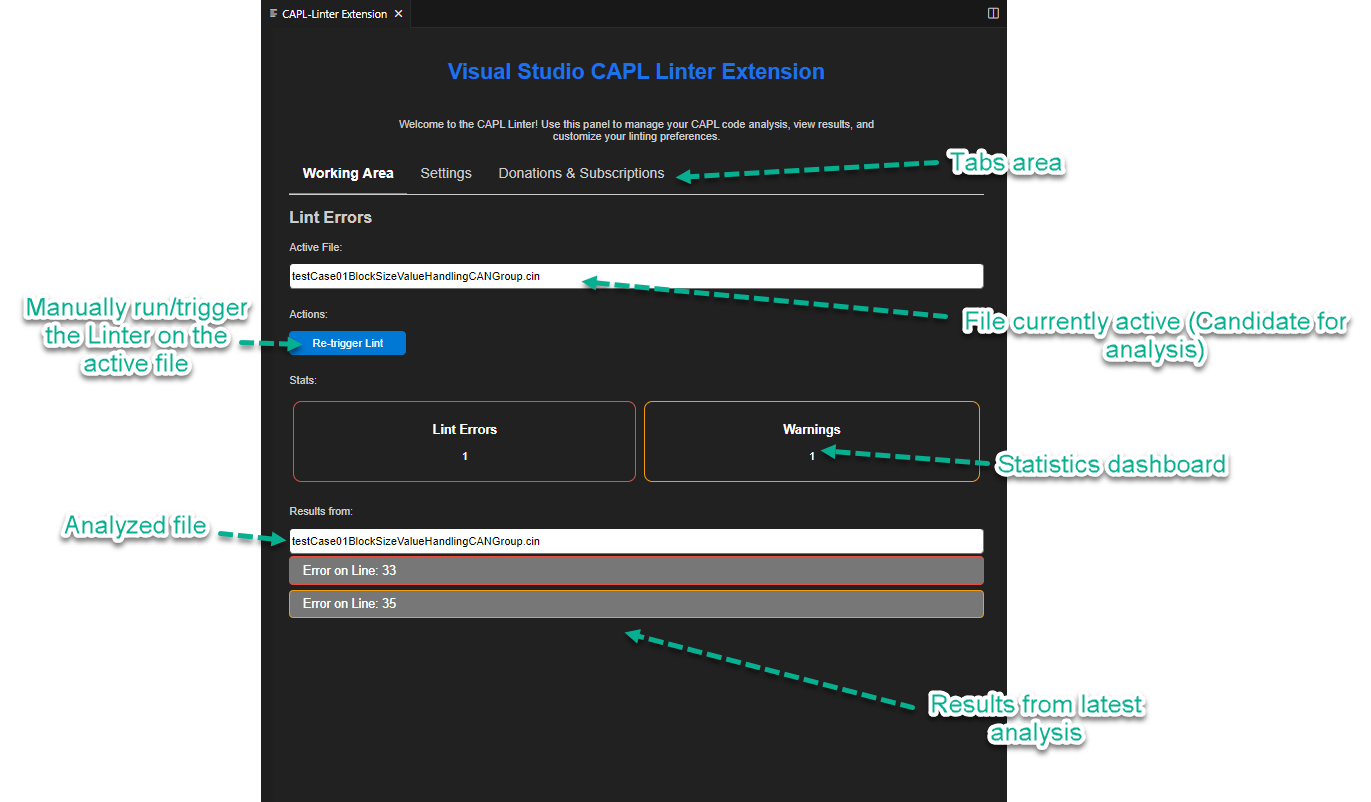 CAPL-Linter Extension
Visual Studio CAPL Linter Extension
Welcome to the CAPL Linter! Use this panel to manage your CAPL code analysis, view results, and
customize your linting preferences.
Working Area
Settings
Donations & Subscriptions
Tabs area
Lint Errors
Active File:
testCase01BlockSizeValueHandlingCANGroup.cin
File currently active (Candidate for
analysis)
Manually run/trigger
the Linter on the
active file
Actions:
Re-trigger Lint
Stats:
Lint Errors
1
Warnings
1
Statistics dashboard
Analyzed file
Results from:
testCase01BlockSizeValueHandlingCANGroup.cin
Error on Line: 33
Error on Line: 35
Results from latest
analysis